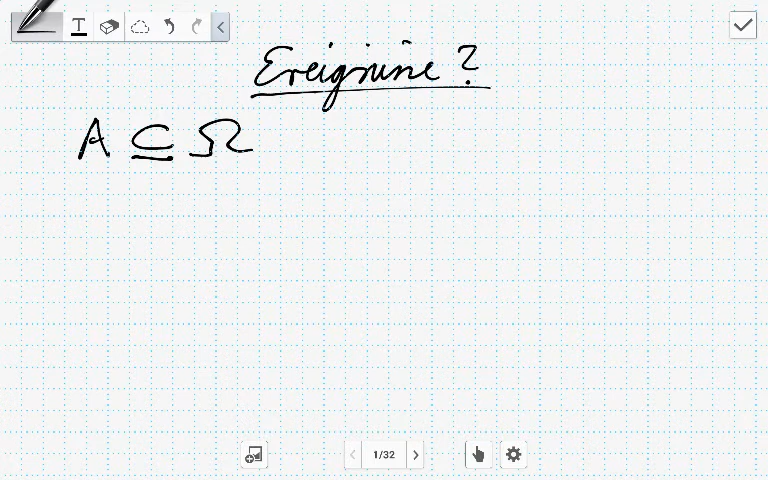 T
Ereignisse?
A ⊆ Ω
1/32